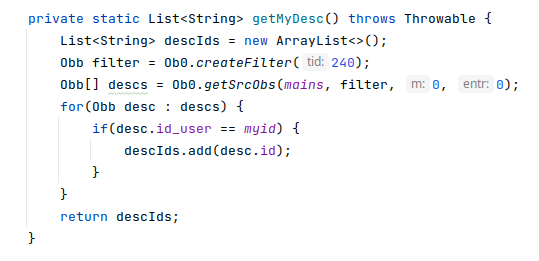 private static List<String> getMyDesc() throws Throwable {
List<String> descIds = new ArrayList<>();
Obb filter = Ob0.createFilter( tid: 240);
Obb[] descs = Ob0.getSrcObs(mains, filter, m: 0, entr: 0);
for(Obb desc : descs) {
if(desc.id_user == myid) {
descIds.add(desc.id);
}
}
return descIds;
}